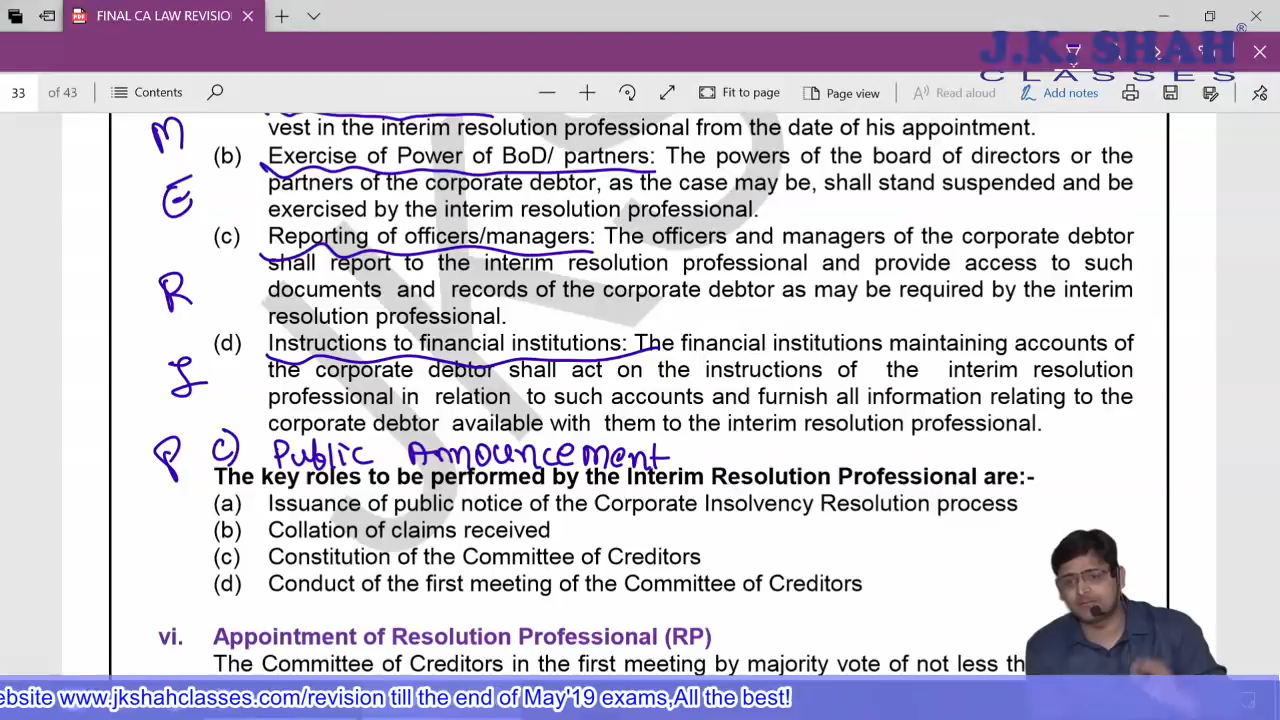 FINAL CA LAW REVISIO
J.K. SHAH®
CLASSES
33 of 43 Contents Fit to page Page view Read aloud Add notes
vest in the interim resolution professional from the date of his appointment.
M
(b) Exercise of Power of BoD/ partners: The powers of the board of directors or the
partners of the corporate debtor, as the case may be, shall stand suspended and be
E
exercised by the interim resolution professional.
(c) Reporting of officers/managers: The officers and managers of the corporate debtor
shall report to the interim resolution professional and provide access to such
R
documents and records of the corporate debtor as may be required by the interim
resolution professional.
(d) Instructions to financial institutions: The financial institutions maintaining accounts of
I
the corporate debtor shall act on the instructions of the interim resolution
professional in relation to such accounts and furnish all information relating to the
corporate debtor available with them to the interim resolution professional.
P c) Public Announcement
The key roles to be performed by the Interim Resolution Professional are:-
(a) Issuance of public notice of the Corporate Insolvency Resolution process
(b) Collation of claims received
(c) Constitution of the Committee of Creditors
(d) Conduct of the first meeting of the Committee of Creditors
vi. Appointment of Resolution Professional (RP)
The Committee of Creditors in the first meeting by majority vote of not less th
ebsite www.jkshahclasses.com/revision till the end of May'19 exams,All the best!